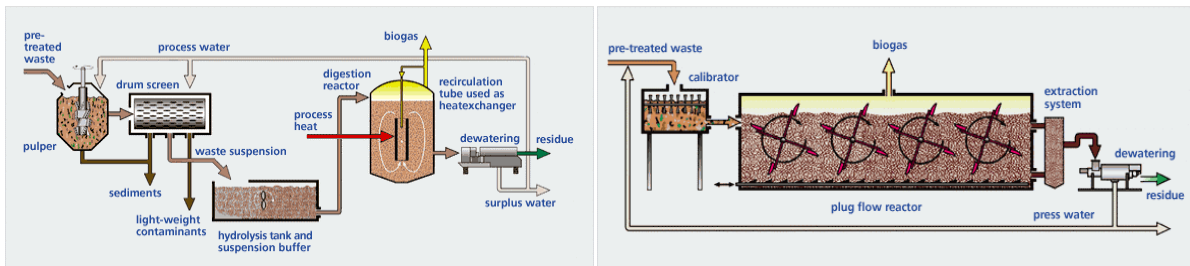 pre-
treated
waste
process water
biogas
drum screen
digestion
reactor
recirculation
tube used as
heatexchanger
process
heat
pulper
waste suspension
dewatering
residue
sediments
surplus water
light-weight
contaminants
hydrolysis tank and
suspension buffer
pre-treated waste
biogas
calibrator
extraction
system
dewatering
residue
plug flow reactor
press water